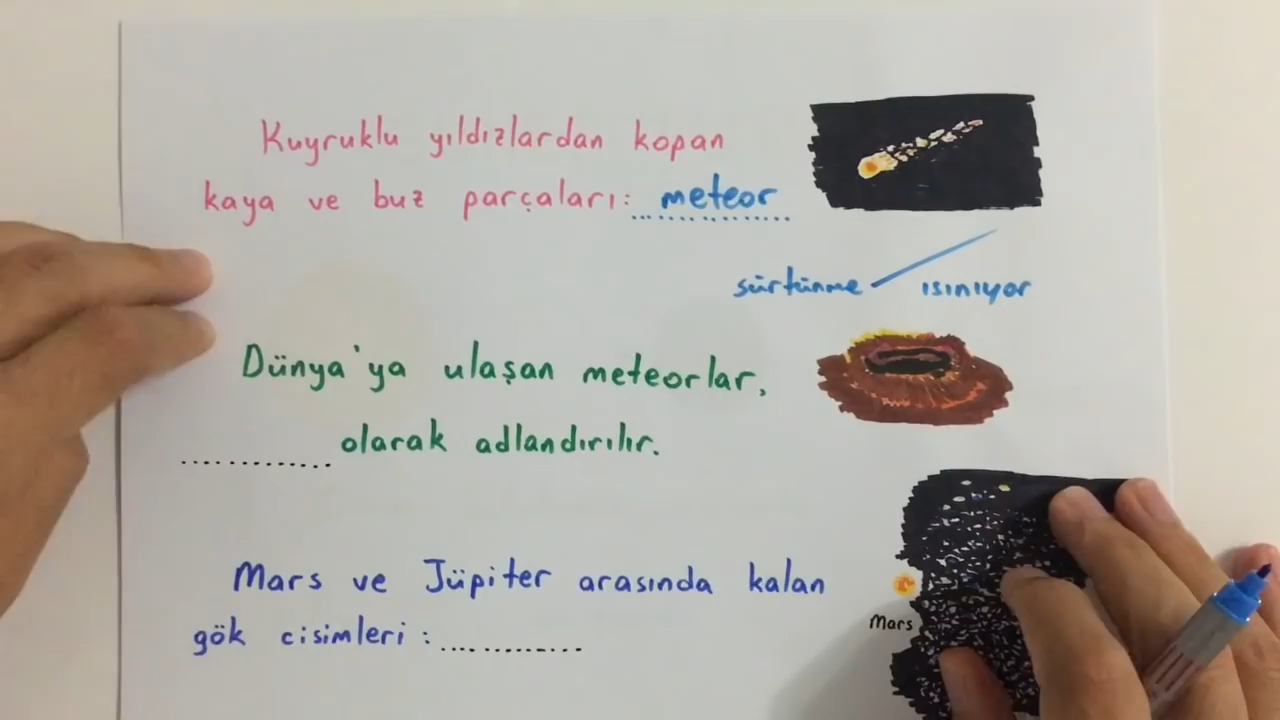 Kuyruklu yıldızlardan kopan
kaya ve buz parçaları: meteor
sürtünme ısınıyor
Dünya'ya ulaşan meteorlar,
............... olarak adlandırılır.
Mars ve Jüpiter arasında kalan
gök cisimleri : ..............
Mars